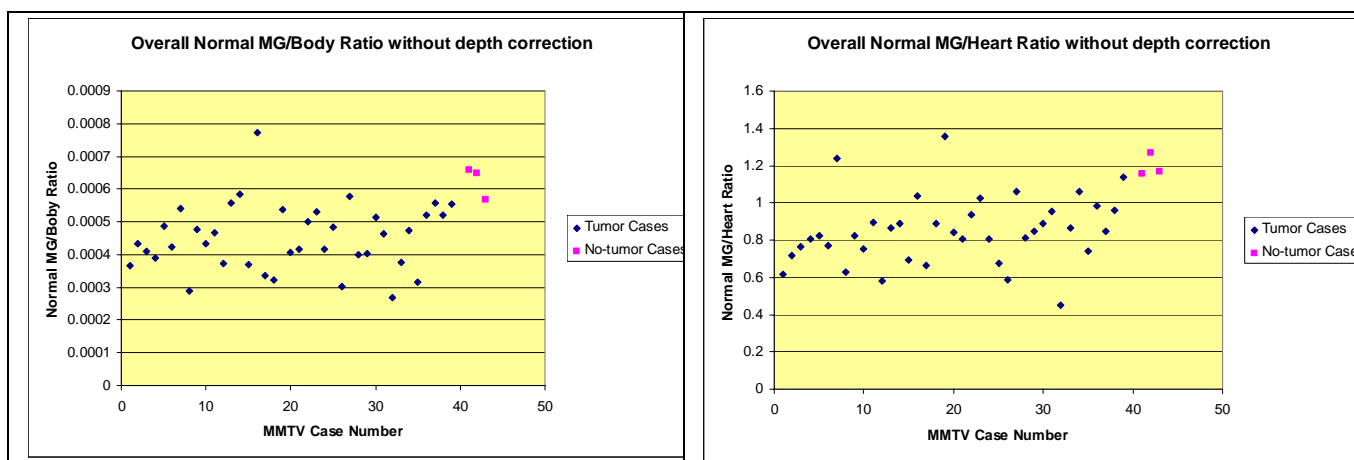 Overall Normal MG/Body Ratio without depth correction
Normal MG/Boby Ratio
0.0009
0.0008
0.0007
0.0006
0.0005
0.0004
0.0003
0.0002
0.0001
0
0 10 20 30 40 50
MMTV Case Number
Tumor Cases
No-tumor Cases
Overall Normal MG/Heart Ratio without depth correction
Normal MG/Heart Ratio
1.6
1.4
1.2
1
0.8
0.6
0.4
0.2
0
0 10 20 30 40 50
MMTV Case Number
Tumor Cases
No-tumor Case